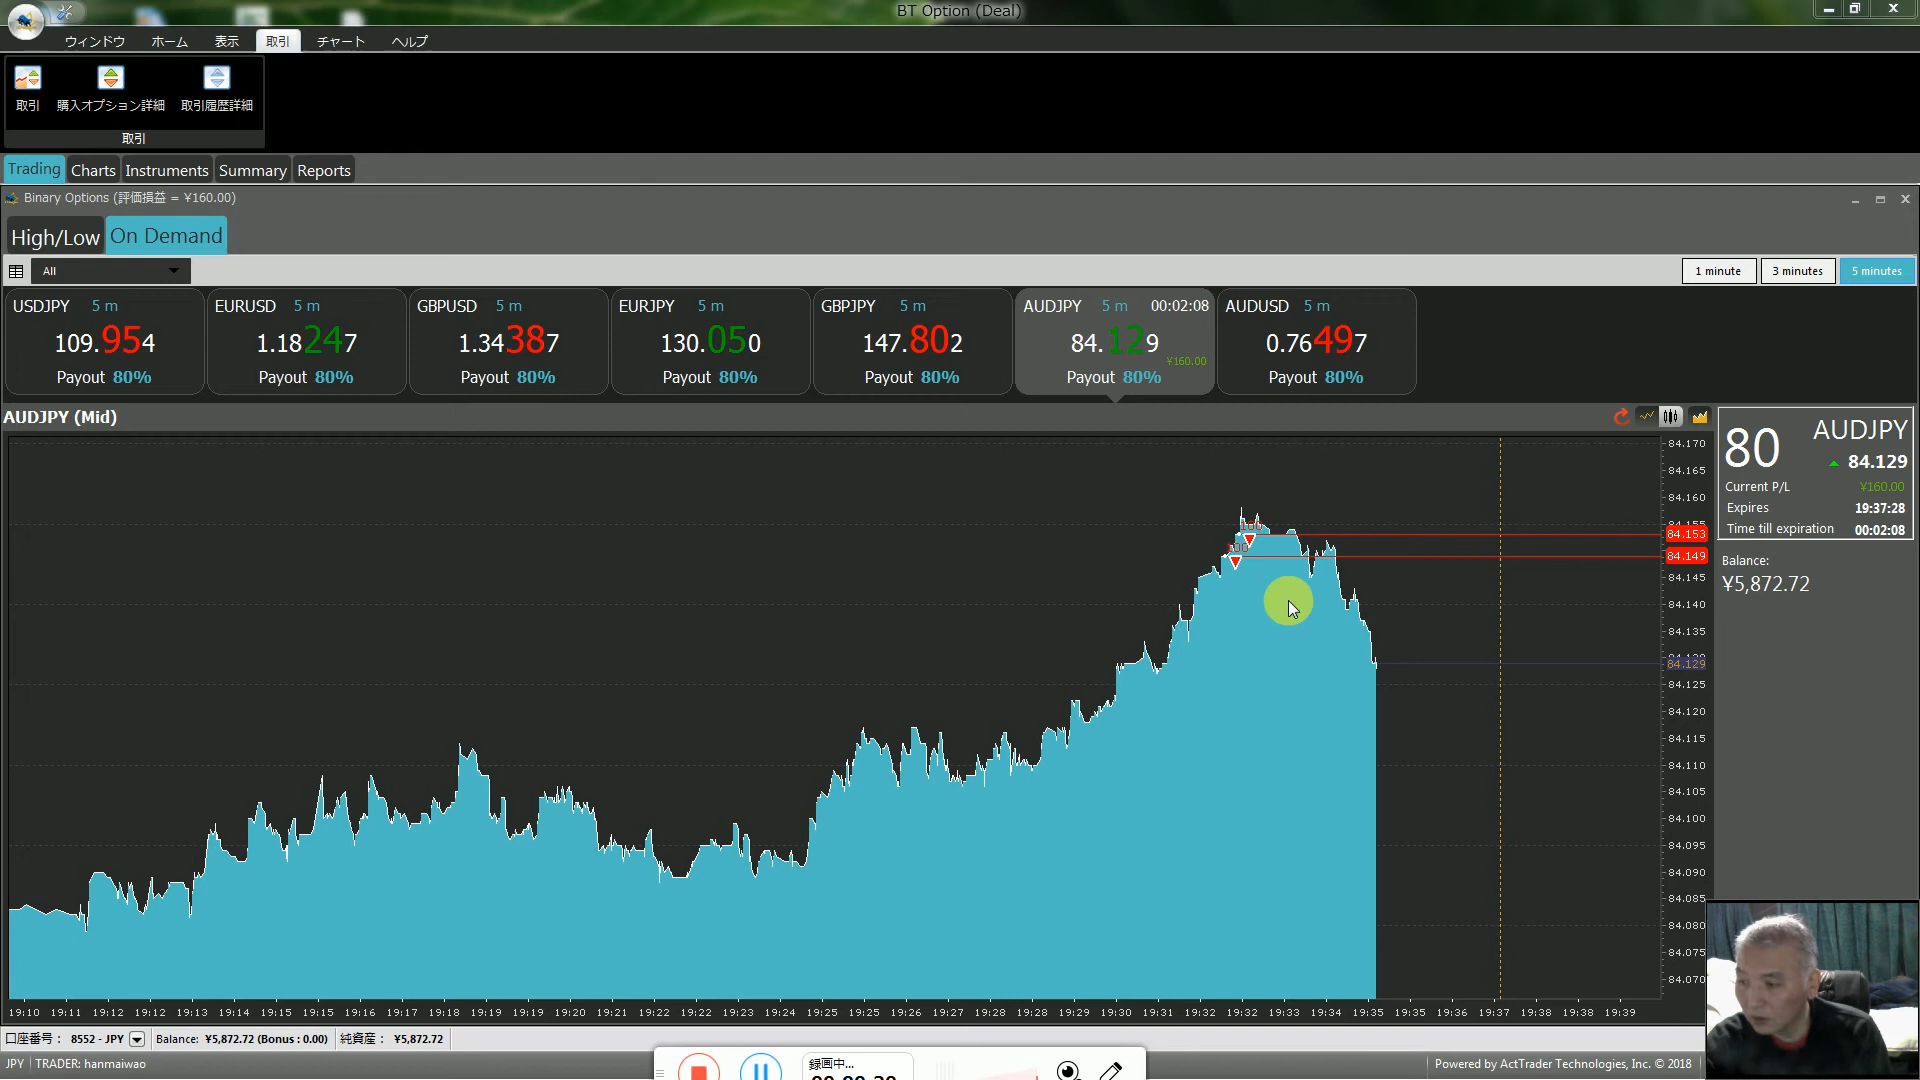 BT Option (Deal)
ウィンドウ ホーム 表示 取引 チャート ヘルプ
取引 購入オプション詳細 取引履歴詳細
取引
Trading Charts Instruments Summary Reports
Binary Options (評価損益 = ¥160.00)
High/Low On Demand
All 1 minute 3 minutes 5 minutes
USDJPY 5 m EURUSD 5 m GBPUSD 5 m EURJPY 5 m GBPJPY 5 m AUDJPY 5 m 00:02:08 AUDUSD 5 m
109.954 1.18247 1.34387 130.050 147.802 84.129 0.76497
¥160.00
Payout 80% Payout 80% Payout 80% Payout 80% Payout 80% Payout 80% Payout 80%
AUDJPY (Mid)
80 AUDJPY
84.129
Current P/L ¥160.00
Expires 19:37:28
Time till expiration 00:02:08
Balance:
¥5,872.72
84.170
84.165
84.160
84.155
84.153
84.149
84.145
84.140
84.135
84.129
84.125
84.120
84.115
84.110
84.105
84.100
84.095
84.090
84.085
84.080
84.075
84.070
100
100
19:10 19:11 19:12 19:12 19:13 19:14 19:15 19:15 19:16 19:17 19:18 19:19 19:19 19:20 19:21 19:22 19:22 19:23 19:24 19:25 19:26 19:26 19:27 19:28 19:29 19:29 19:30 19:31 19:32 19:32 19:33 19:34 19:35 19:35 19:36 19:37 19:38 19:38 19:39
口座番号： 8552 - JPY Balance: ¥5,872.72 (Bonus : 0.00) 純資産： ¥5,872.72
JPY TRADER: hanmaiwao
録画中...
Powered by ActTrader Technologies, Inc. © 2018